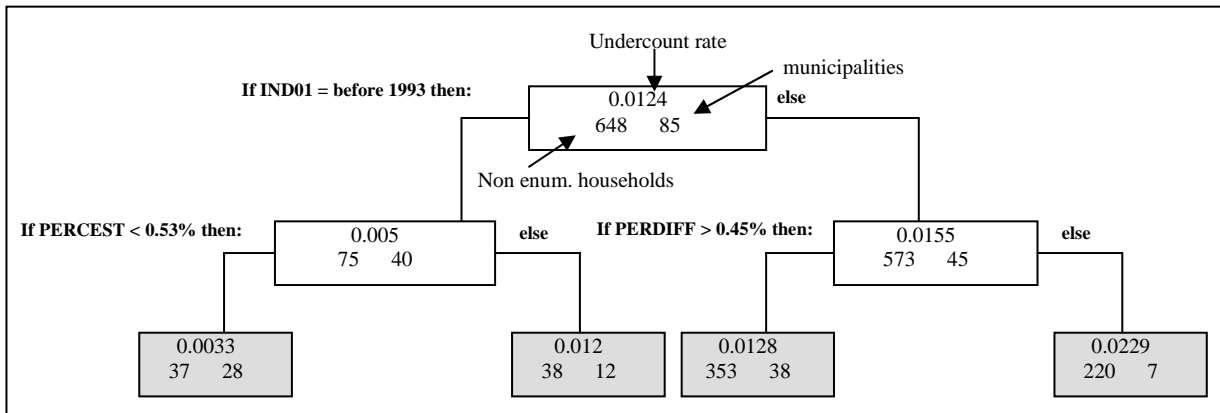 Undercount rate
municipalities
If IND01 = before 1993 then:
0.0124
else
648 85
Non enum. households
If PERCEST < 0.53% then:
0.005
else
75 40
If PERDIFF > 0.45% then:
0.0155
else
573 45
0.0033
37 28
0.012
38 12
0.0128
353 38
0.0229
220 7